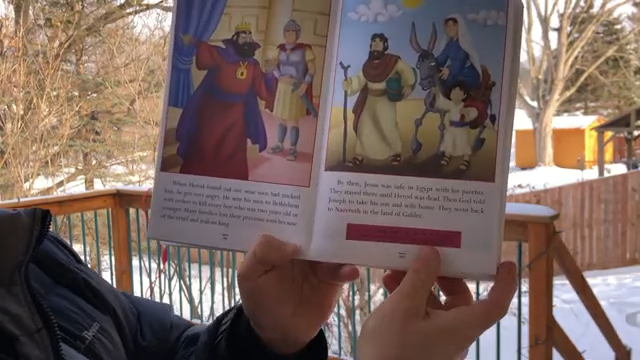 When Herod found out the wise men had tricked
him, he got very angry. He sent his men to Bethlehem
with orders to kill every boy who was two years old or
younger. Many families lost their precious sons because
of the cruel and jealous king.
By then, Jesus was safe in Egypt with his parents.
They stayed there until Herod was dead. Then God told
Joseph to take his son and wife home. They went back
to Nazareth in the land of Galilee.